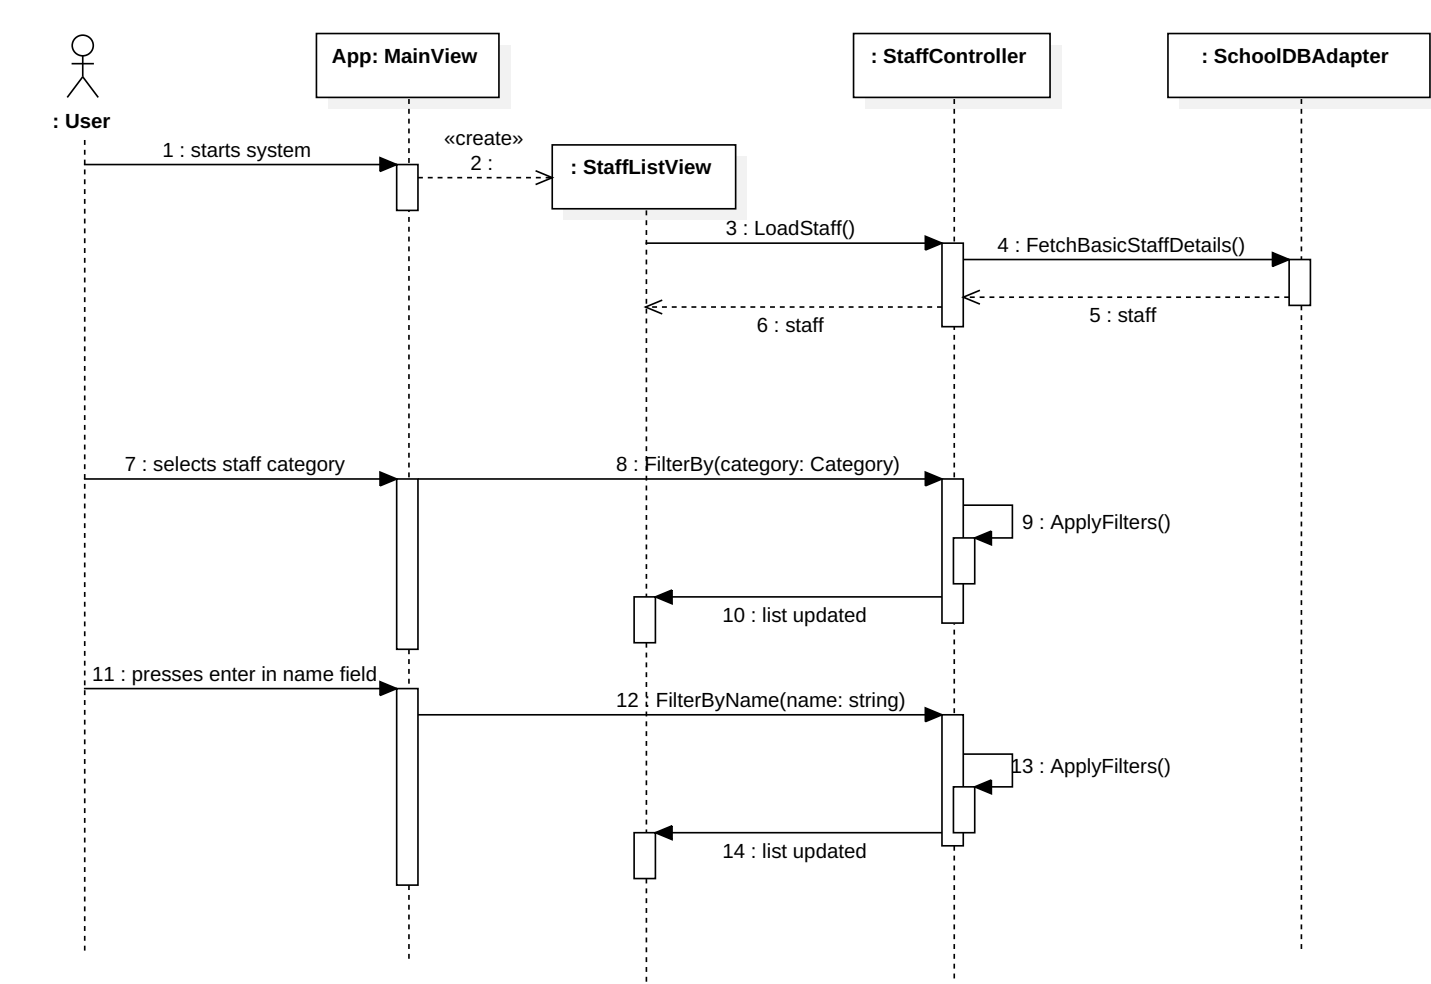 App: MainView
: StaffController
: SchoolDBAdapter
: User
«create»
1 : starts system
2 :
: StaffListView
3 : LoadStaff()
4 : FetchBasicStaffDetails()
5 : staff
6 : staff
7 : selects staff category
8 : FilterBy(category: Category)
9 : ApplyFilters()
10 : list updated
11 : presses enter in name field
12 : FilterByName(name: string)
13 : ApplyFilters()
14 : list updated